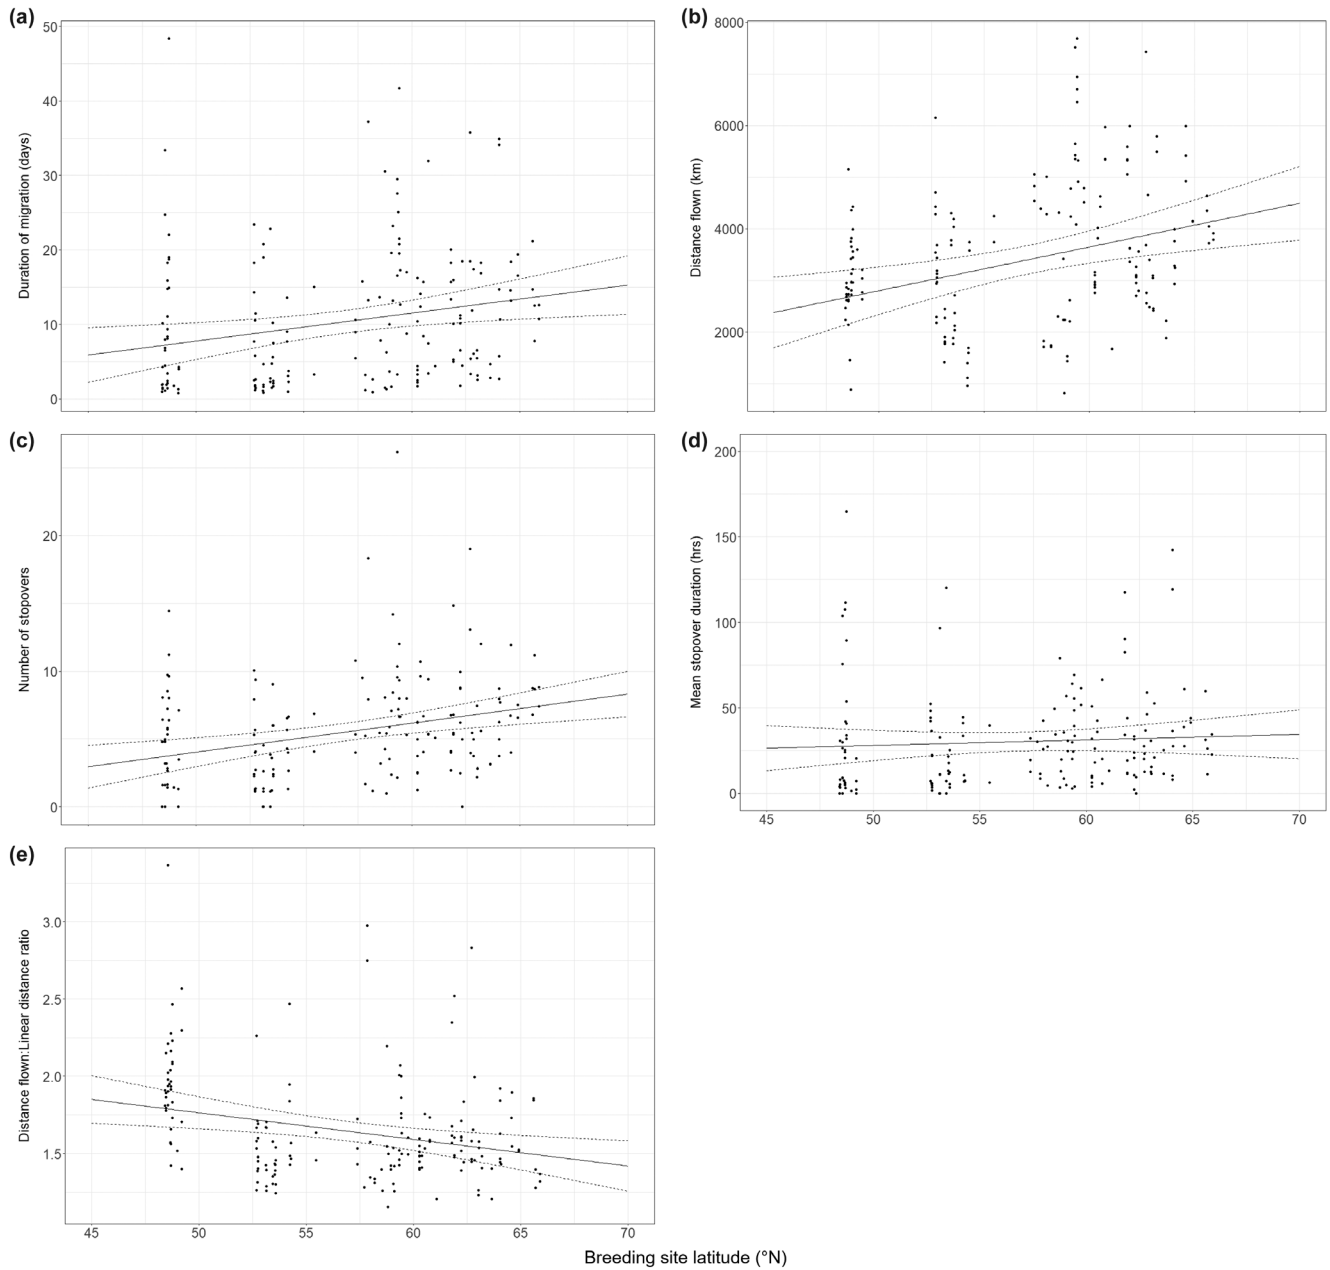 (a)
Duration of migration (days)
50
40
30
20
10
0
(b)
Distance flown (km)
8000
6000
4000
2000
(c)
Number of stopovers
20
10
0
(d)
Mean stopover duration (hrs)
200
150
100
50
0
45 50 55 60 65 70
(e)
Distance flown:Linear distance ratio
3.0
2.5
2.0
1.5
45 50 55 60 65 70
Breeding site latitude (°N)